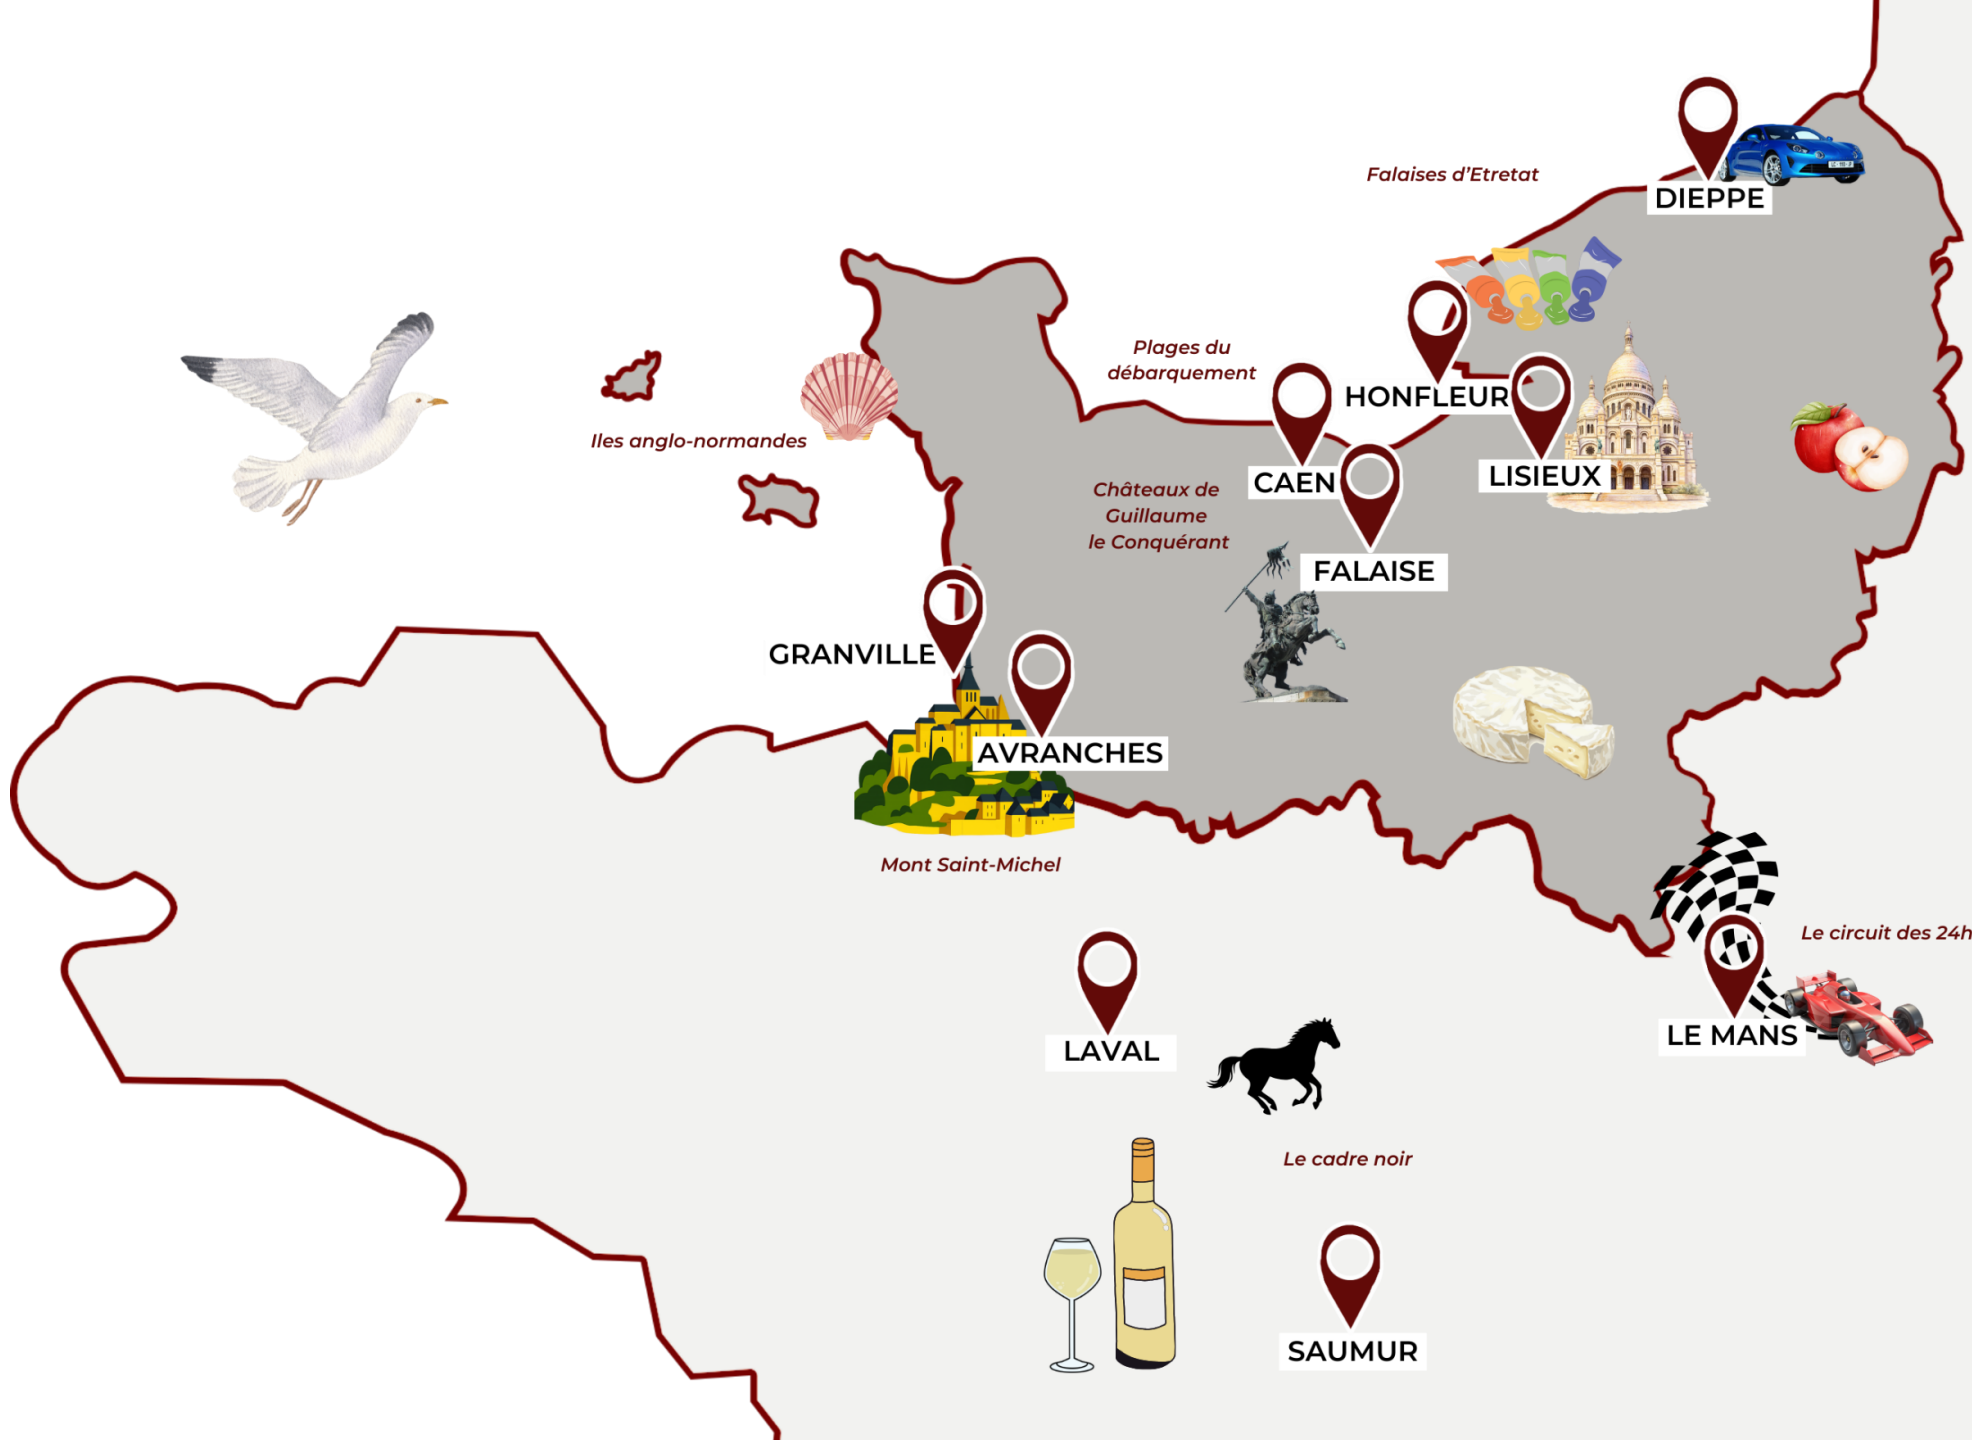 Falaises d'Etretat
DIEPPE
Plages du
débarquement
HONFLEUR
Iles anglo-normandes
CAEN
LISIEUX
Châteaux de
Guillaume
le Conquérant
FALAISE
GRANVILLE
AVRANCHES
Mont Saint-Michel
Le circuit des 24h
LE MANS
LAVAL
Le cadre noir
SAUMUR